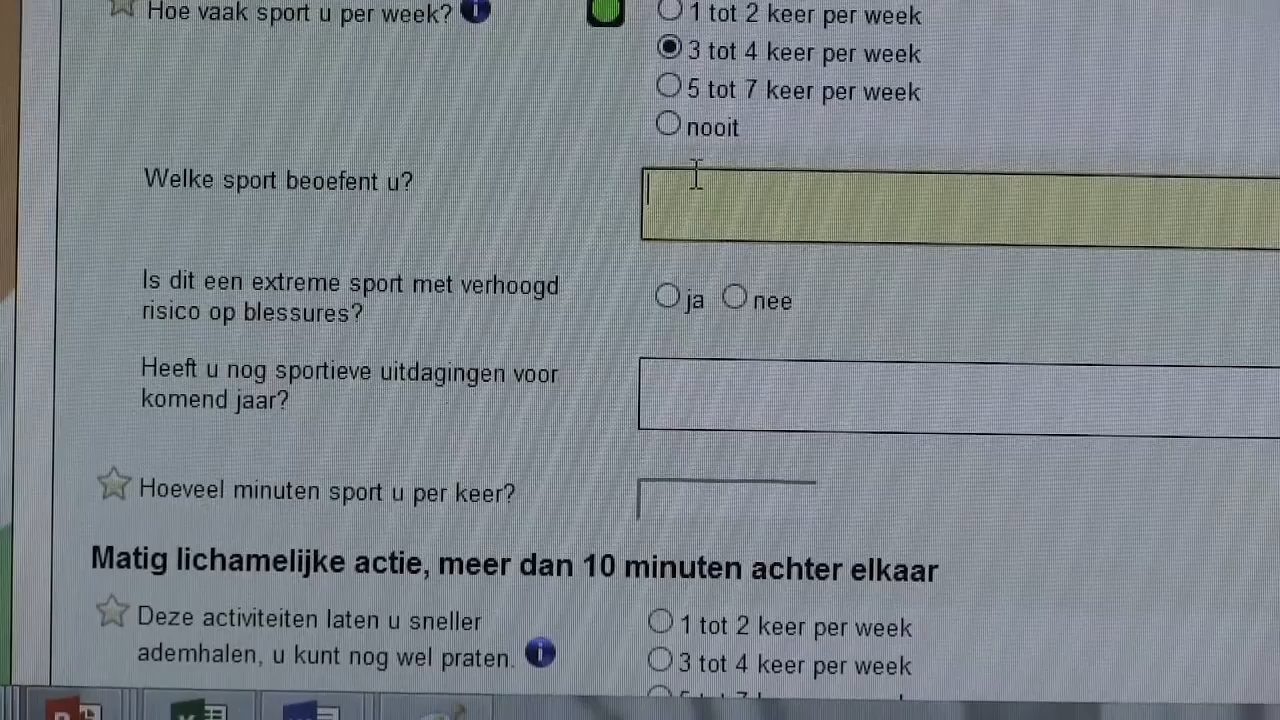 Hoe vaak sport u per week?
1 tot 2 keer per week
3 tot 4 keer per week
5 tot 7 keer per week
nooit
Welke sport beoefent u?
Is dit een extreme sport met verhoogd
risico op blessures?
ja nee
Heeft u nog sportieve uitdagingen voor
komend jaar?
Hoeveel minuten sport u per keer?
Matig lichamelijke actie, meer dan 10 minuten achter elkaar
Deze activiteiten laten u sneller
ademhalen, u kunt nog wel praten.
1 tot 2 keer per week
3 tot 4 keer per week